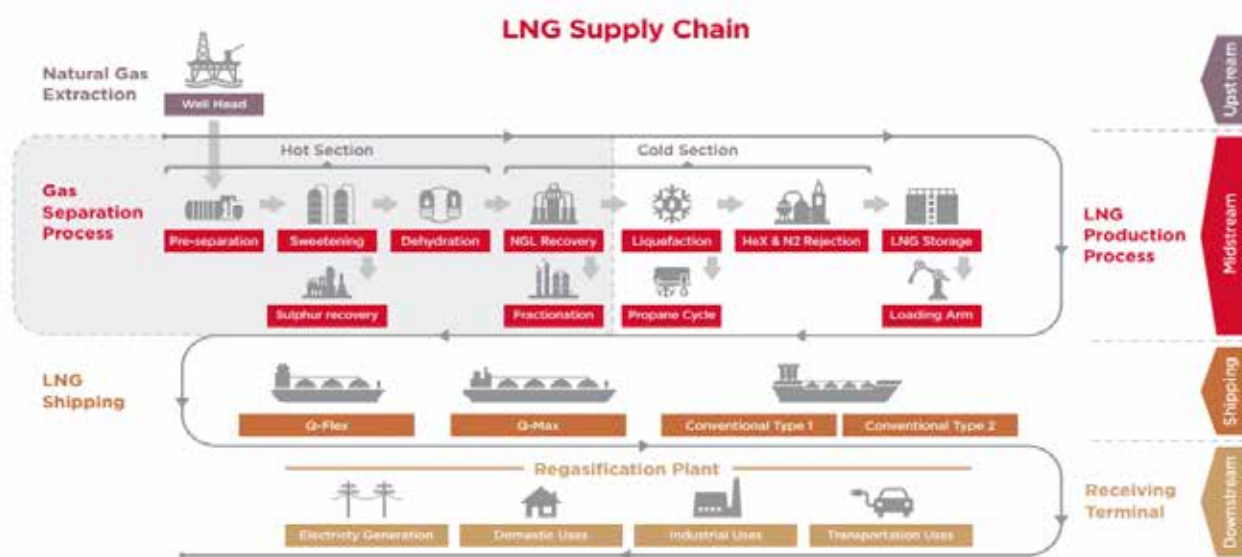 LNG Supply Chain
Natural Gas
Extraction
Well Head
Upstream
Hot Section
Cold Section
Gas
Separation
Process
Pre-separation
Sweetening
Dehydration
NGL Recovery
Liquefaction
HeX & N2 Rejection
LNG Storage
LNG
Production
Process
Midstream
Sulphur recovery
Fractionation
Propane Cycle
Loading Arm
LNG
Shipping
Q-Flex
Q-Max
Conventional Type 1
Conventional Type 2
Shipping
Regasification Plant
Electricity Generation
Domastic Uses
Industrial Uses
Transportation Uses
Receiving
Terminal
Downstream